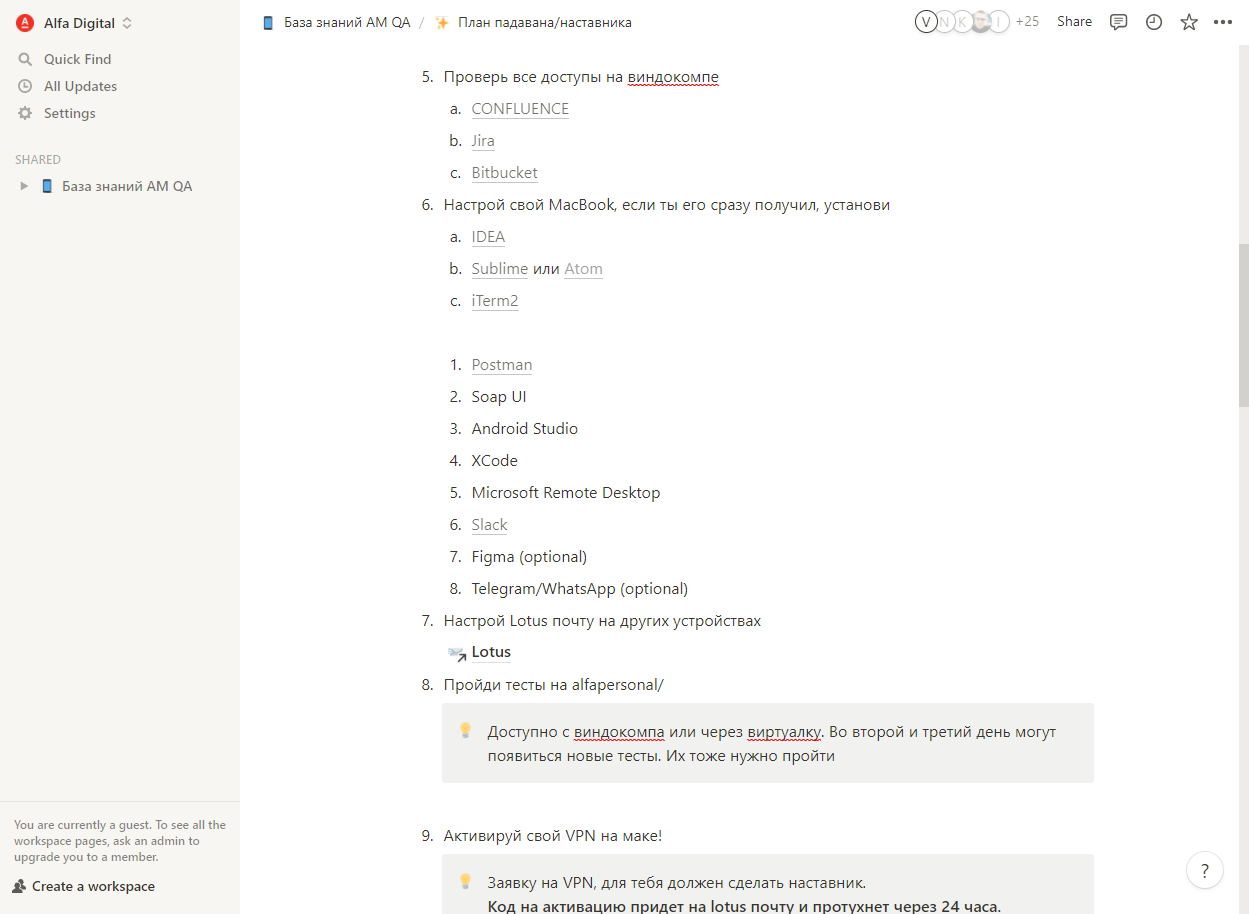 Alfa Digital
Quick Find
All Updates
Settings
SHARED
База знаний AM QA
You are currently a guest. To see all the
workspace pages, ask an admin to
upgrade you to a member.
Create a workspace
База знаний AM QA / План падавана/наставника
V N K I +25 Share
5. Проверь все доступы на виндокомпе
a. CONFLUENCE
b. Jira
c. Bitbucket
6. Настрой свой MacBook, если ты его сразу получил, установи
a. IDEA
b. Sublime или Atom
c. iTerm2
1. Postman
2. Soap UI
3. Android Studio
4. XCode
5. Microsoft Remote Desktop
6. Slack
7. Figma (optional)
8. Telegram/WhatsApp (optional)
7. Настрой Lotus почту на других устройствах
Lotus
8. Пройди тесты на alfapersonal/
Доступно с виндокомпа или через виртуалку. Во второй и третий день могут
появиться новые тесты. Их тоже нужно пройти
9. Активируй свой VPN на маке!
Заявку на VPN, для тебя должен сделать наставник.
Код на активацию придет на lotus почту и протухнет через 24 часа.
?